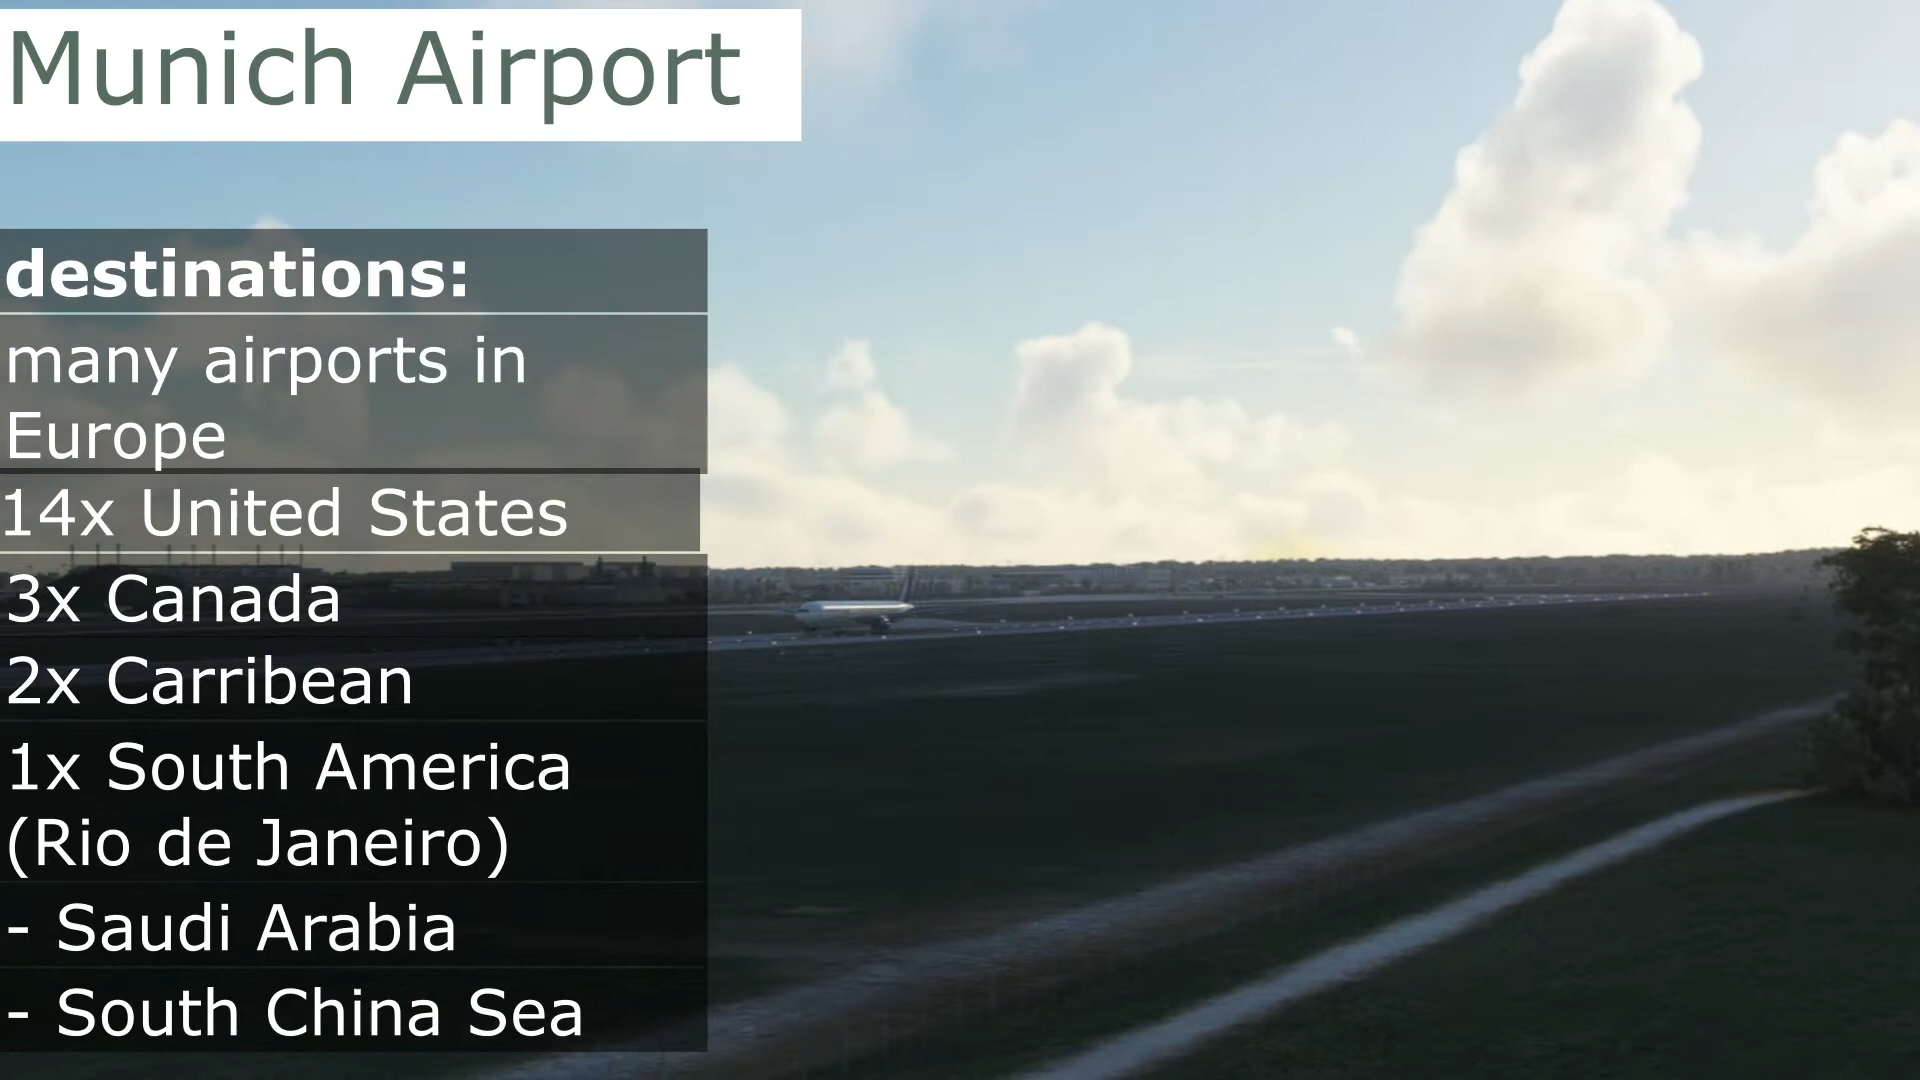 Munich Airport
destinations:
many airports in
Europe
14x United States
3x Canada
2x Carribean
1x South America
(Rio de Janeiro)
- Saudi Arabia
- South China Sea